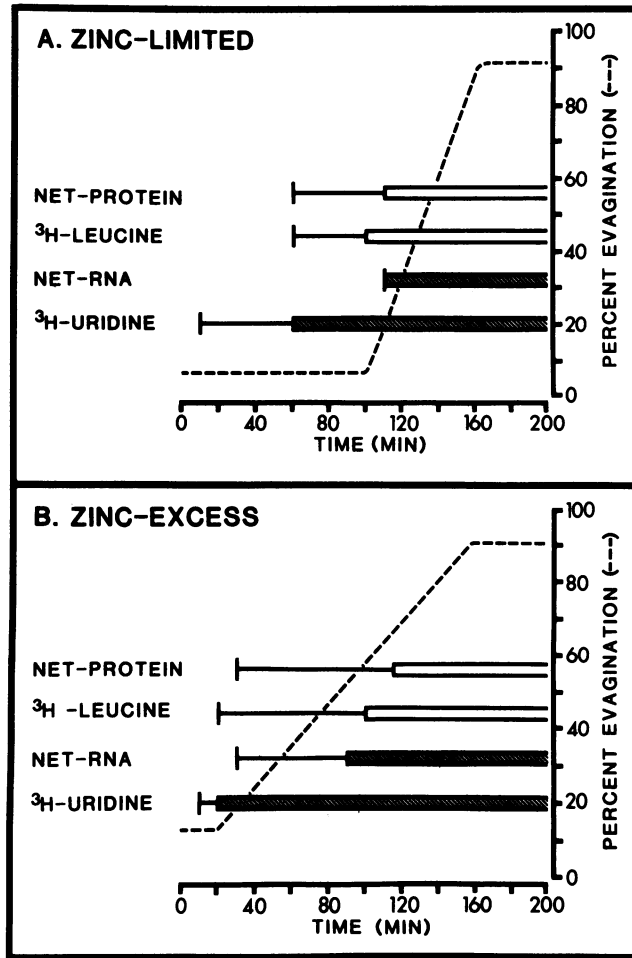 A. ZINC-LIMITED
NET-PROTEIN
³H-LEUCINE
NET-RNA
³H-URIDINE
100
80
60
40
20
0
PERCENT EVAGINATION (---)
0 40 80 120 160 200
TIME (MIN)
B. ZINC-EXCESS
NET-PROTEIN
³H -LEUCINE
NET-RNA
³H-URIDINE
100
80
60
40
20
0
PERCENT EVAGINATION (---)
0 40 80 120 160 200
TIME (MIN)